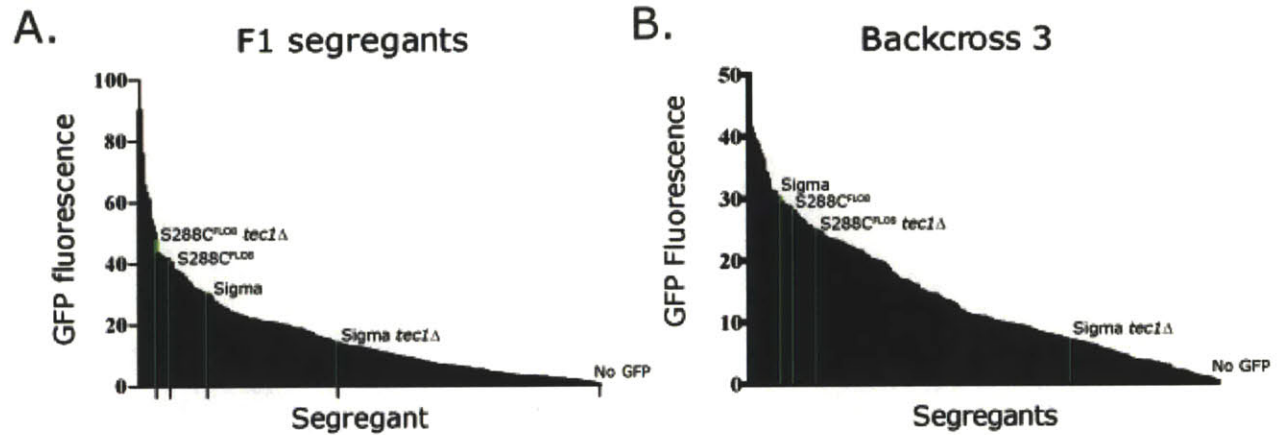 A.
F1 segregants
GFP fluorescence
100
80
60
40
20
0
S288C^FLO8 tec1Δ
S288C^FLO8
Sigma
Sigma tec1Δ
No GFP
Segregant
B.
Backcross 3
GFP Fluorescence
50
40
30
20
10
0
Sigma
S288C^FLO8
S288C^FLO8 tec1Δ
Sigma tec1Δ
No GFP
Segregants